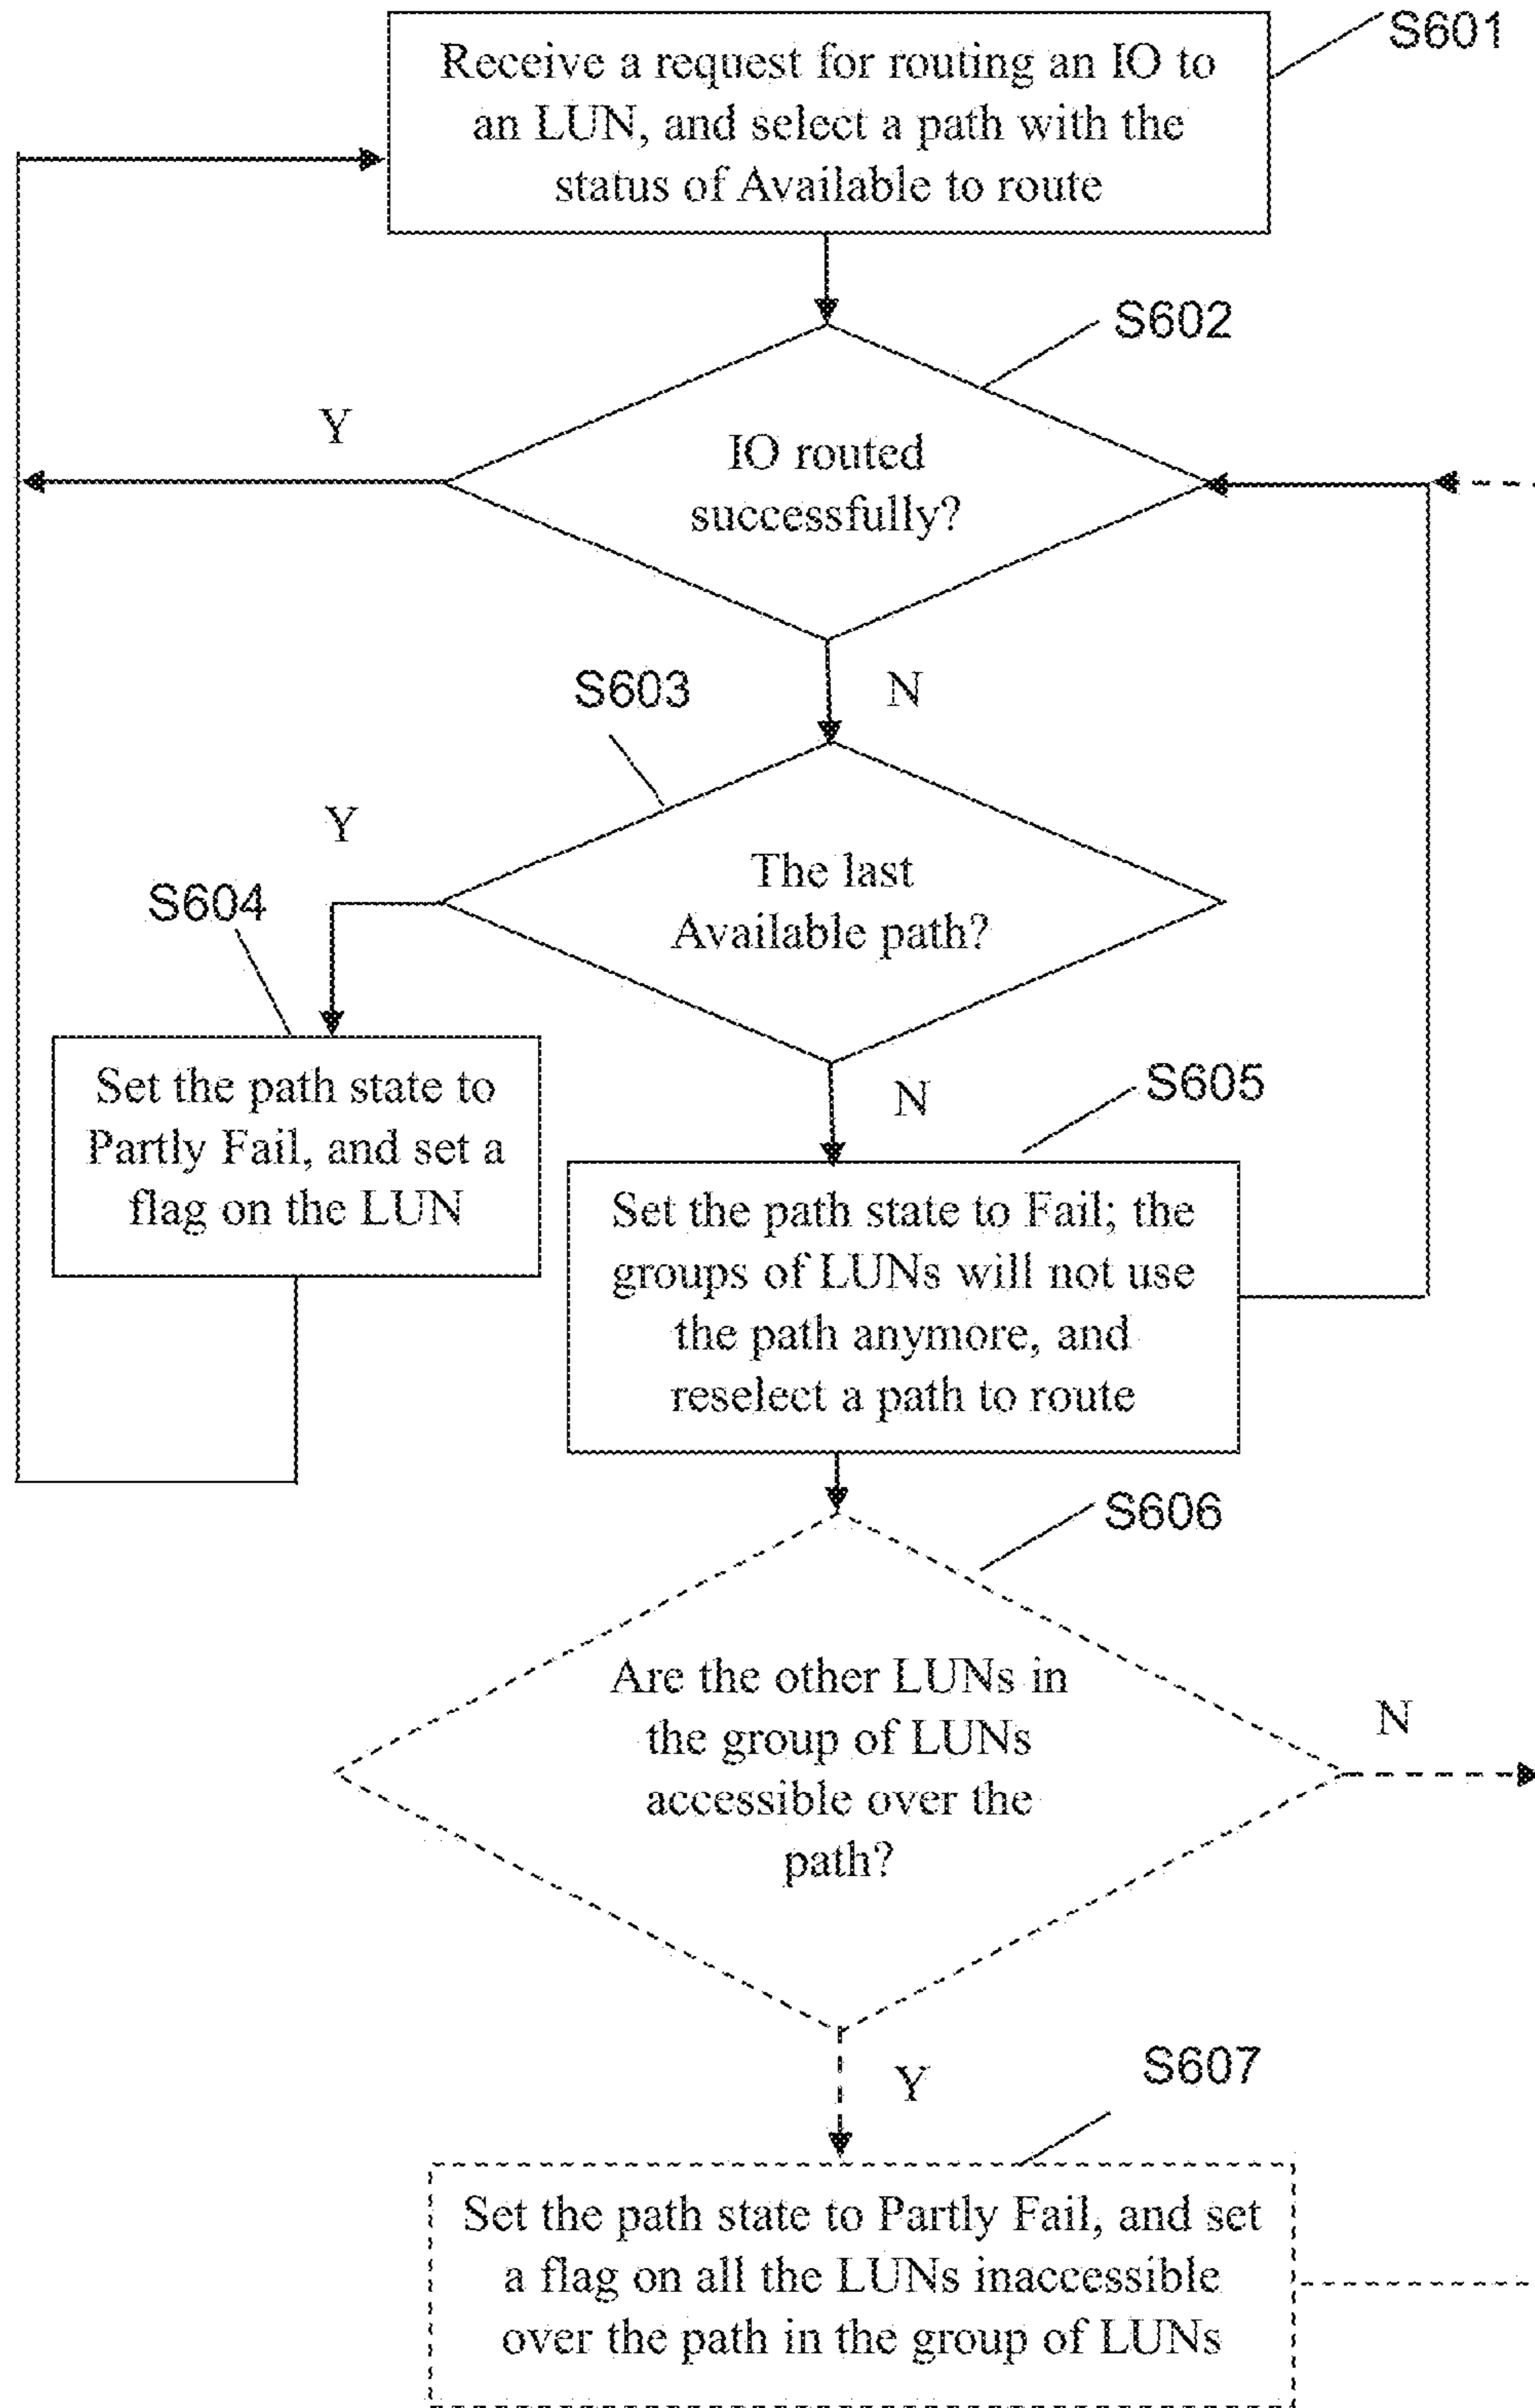 S601
Receive a request for routing an IO to
an LUN, and select a path with the
status of Available to route
S602
Y
IO routed
successfully?
S603
N
Y
The last
Available path?
S604
Set the path state to
Partly Fail, and set a
flag on the LUN
N
S605
Set the path state to Fail; the
groups of LUNs will not use
the path anymore, and
reselect a path to route
S606
Are the other LUNs in
the group of LUNs
accessible over the
path?
N
Y
S607
Set the path state to Partly Fail, and set
a flag on all the LUNs inaccessible
over the path in the group of LUNs